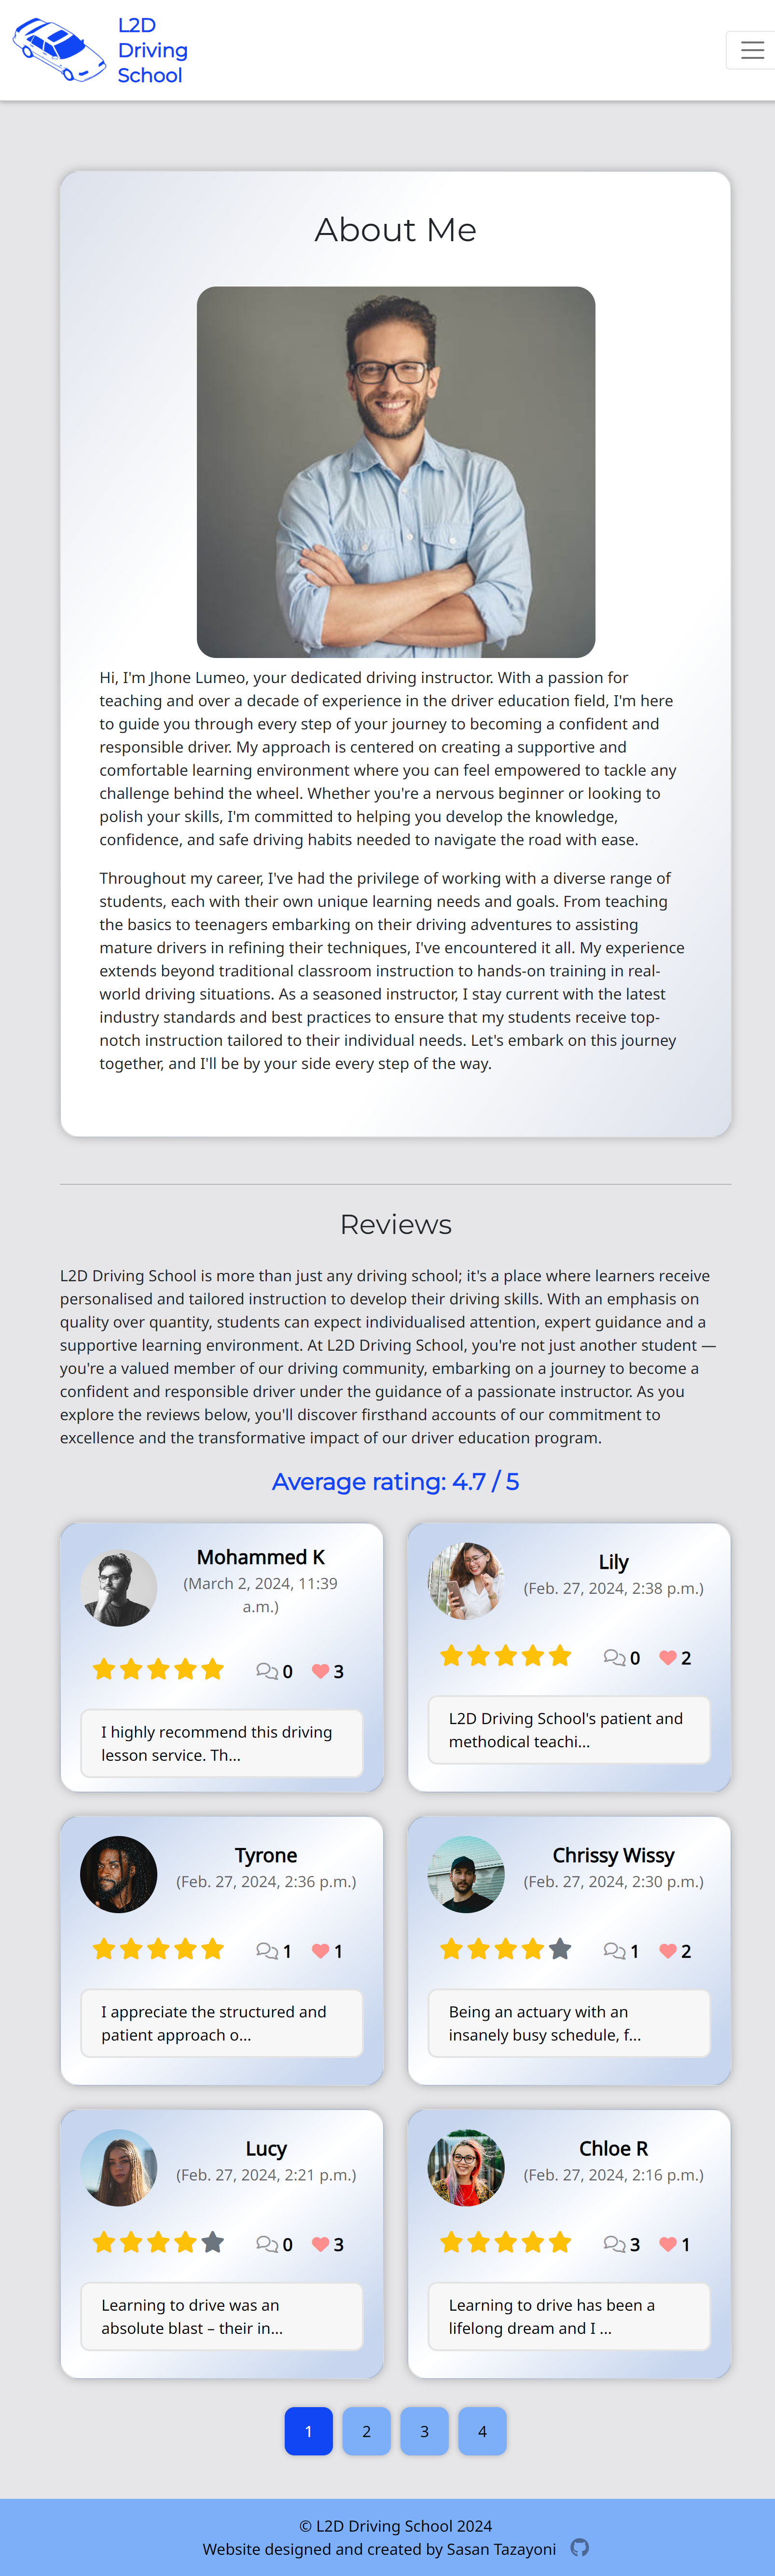 L2D
Driving
School
About Me
Hi, I'm Jhone Lumeo, your dedicated driving instructor. With a passion for
teaching and over a decade of experience in the driver education field, I'm here
to guide you through every step of your journey to becoming a confident and
responsible driver. My approach is centered on creating a supportive and
comfortable learning environment where you can feel empowered to tackle any
challenge behind the wheel. Whether you're a nervous beginner or looking to
polish your skills, I'm committed to helping you develop the knowledge,
confidence, and safe driving habits needed to navigate the road with ease.
Throughout my career, I've had the privilege of working with a diverse range of
students, each with their own unique learning needs and goals. From teaching
the basics to teenagers embarking on their driving adventures to assisting
mature drivers in refining their techniques, I've encountered it all. My experience
extends beyond traditional classroom instruction to hands-on training in real-
world driving situations. As a seasoned instructor, I stay current with the latest
industry standards and best practices to ensure that my students receive top-
notch instruction tailored to their individual needs. Let's embark on this journey
together, and I'll be by your side every step of the way.
Reviews
L2D Driving School is more than just any driving school; it's a place where learners receive
personalised and tailored instruction to develop their driving skills. With an emphasis on
quality over quantity, students can expect individualised attention, expert guidance and a
supportive learning environment. At L2D Driving School, you're not just another student —
you're a valued member of our driving community, embarking on a journey to become a
confident and responsible driver under the guidance of a passionate instructor. As you
explore the reviews below, you'll discover firsthand accounts of our commitment to
excellence and the transformative impact of our driver education program.
Average rating: 4.7 / 5
Mohammed K
(March 2, 2024, 11:39
a.m.)
0 3
I highly recommend this driving
lesson service. Th...
Lily
(Feb. 27, 2024, 2:38 p.m.)
0 2
L2D Driving School's patient and
methodical teachi...
Tyrone
(Feb. 27, 2024, 2:36 p.m.)
1 1
I appreciate the structured and
patient approach o...
Chrissy Wissy
(Feb. 27, 2024, 2:30 p.m.)
1 2
Being an actuary with an
insanely busy schedule, f...
Lucy
(Feb. 27, 2024, 2:21 p.m.)
0 3
Learning to drive was an
absolute blast – their in...
Chloe R
(Feb. 27, 2024, 2:16 p.m.)
3 1
Learning to drive has been a
lifelong dream and I ...
1 2 3 4
© L2D Driving School 2024
Website designed and created by Sasan Tazayoni